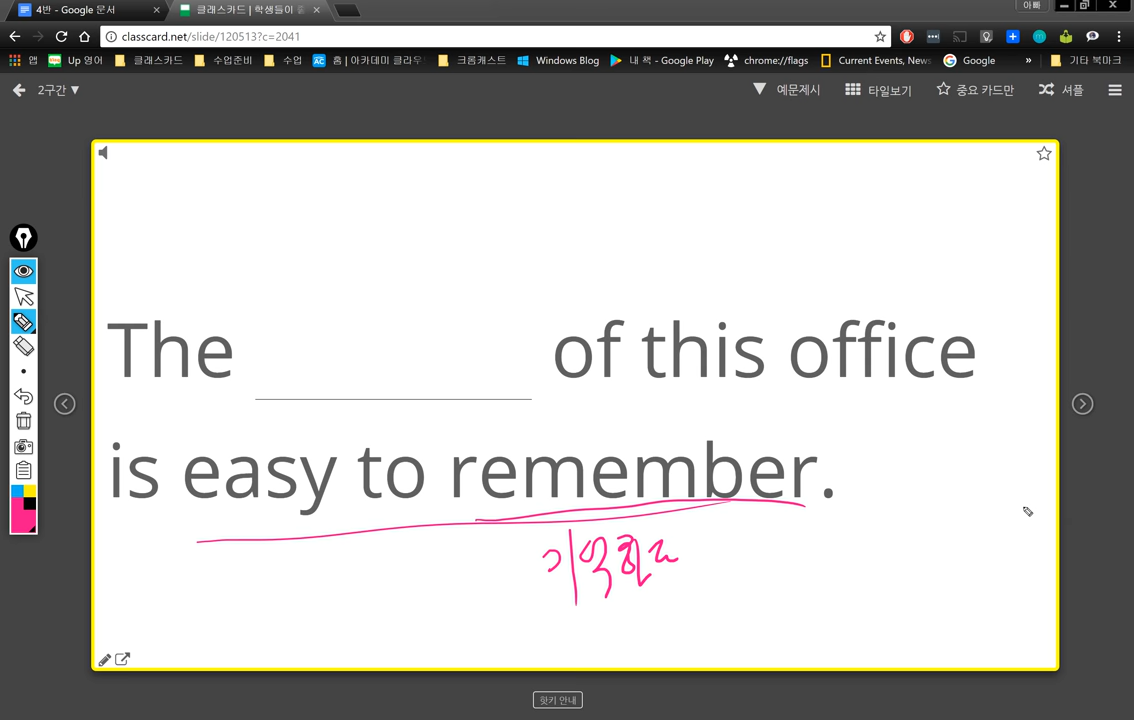 4반 - Google 문서
클래스카드 | 학생들이 
아빠
classcard.net/slide/120513?c=2041
앱 Up 영어 클래스카드 수업준비 수업 홈 | 아카데미 클라우 크롬캐스트 Windows Blog 내 책 - Google Play chrome://flags Current Events, News Google » 기타 북마크
2구간 ▼ ▼ 예문제시 타일보기 중요 카드만 셔플
The ________ of this office
is easy to remember.
핫키 안내